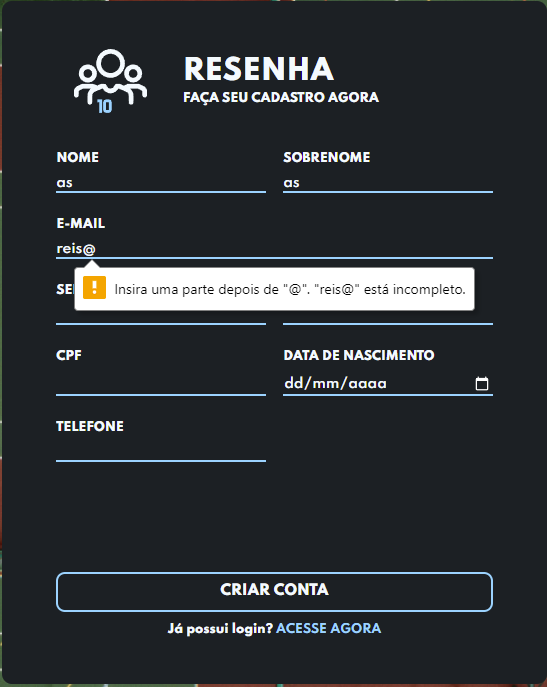 RESENHA
10
FAÇA SEU CADASTRO AGORA
NOME SOBRENOME
as as
E-MAIL
reis@
Insira uma parte depois de "@". "reis@" está incompleto.
CPF DATA DE NASCIMENTO
dd/mm/aaaa
TELEFONE
CRIAR CONTA
Já possui login? ACESSE AGORA